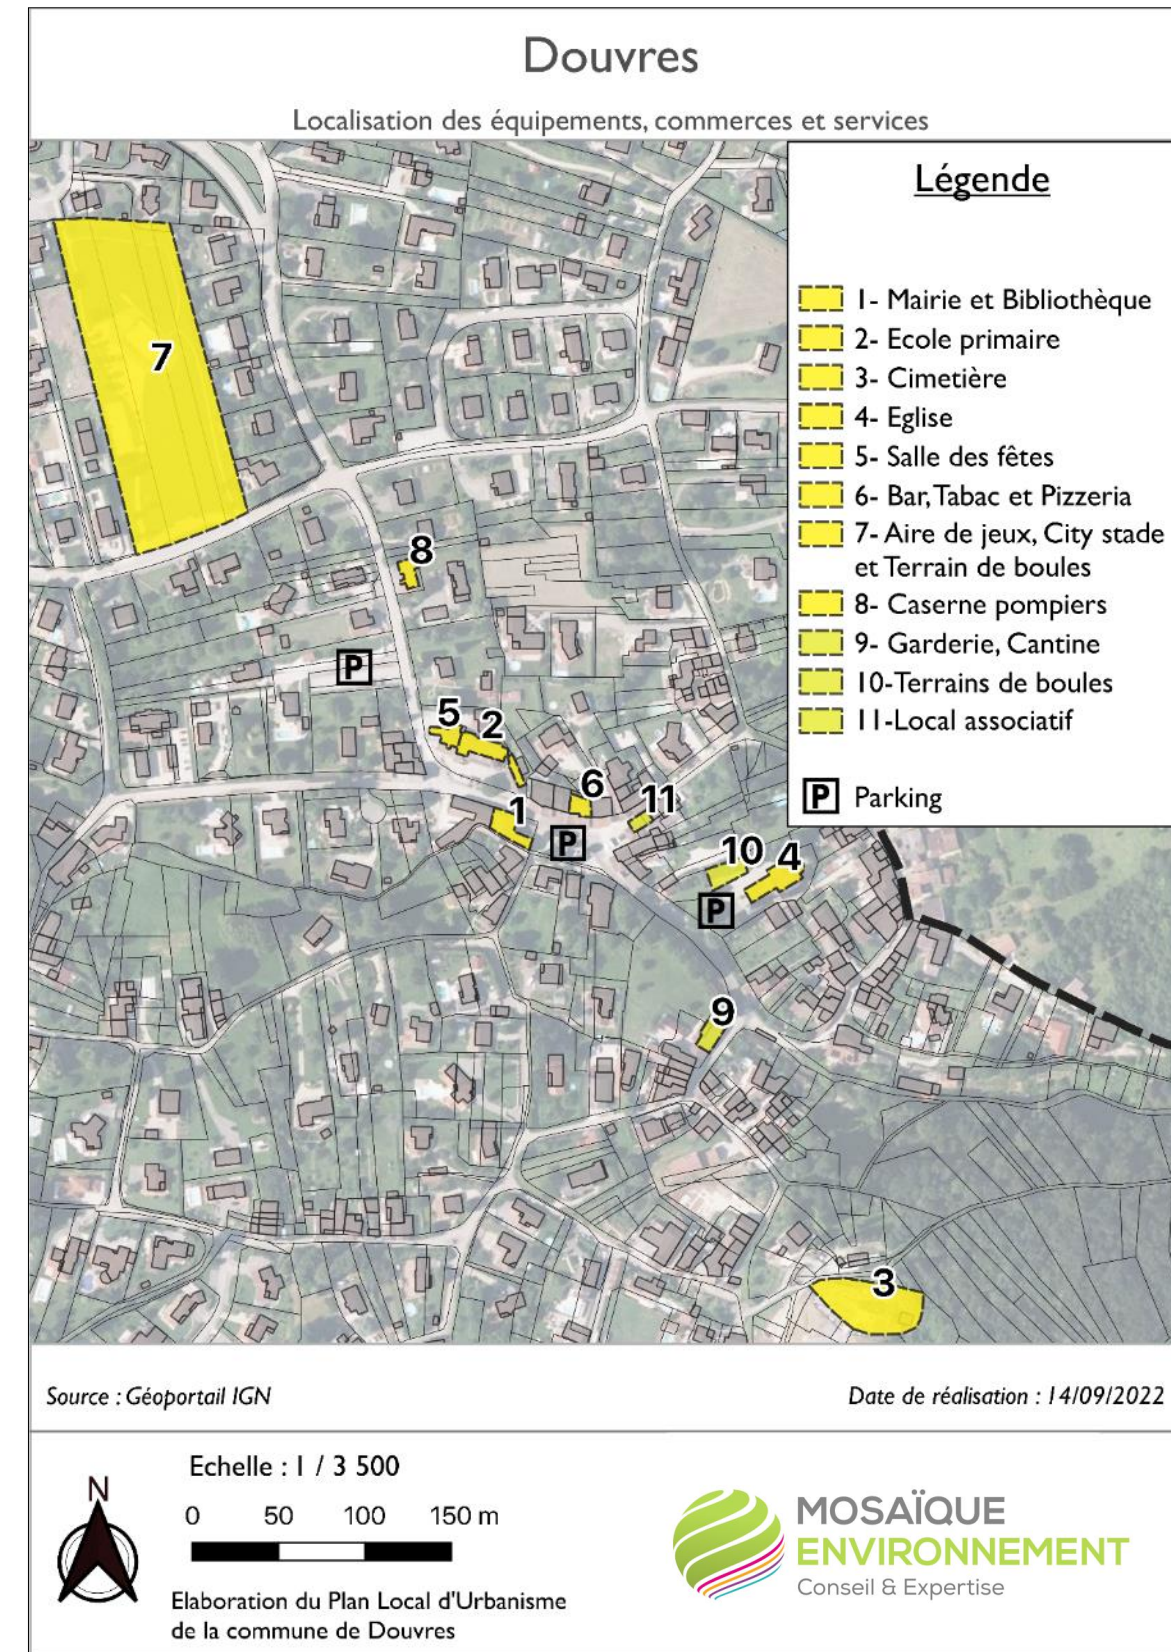 Douvres
Localisation des équipements, commerces et services
Légende
1- Mairie et Bibliothèque
2- Ecole primaire
3- Cimetière
4- Eglise
5- Salle des fêtes
6- Bar, Tabac et Pizzeria
7- Aire de jeux, City stade
et Terrain de boules
8- Caserne pompiers
9- Garderie, Cantine
10-Terrains de boules
11-Local associatif
P Parking
7
8
P
5
2
6
11
1
P
10
4
P
9
3
Source : Géoportail IGN
Date de réalisation : 14/09/2022
N
Echelle : 1 / 3 500
0 50 100 150 m
Elaboration du Plan Local d'Urbanisme
de la commune de Douvres
MOSAÏQUE
ENVIRONNEMENT
Conseil & Expertise